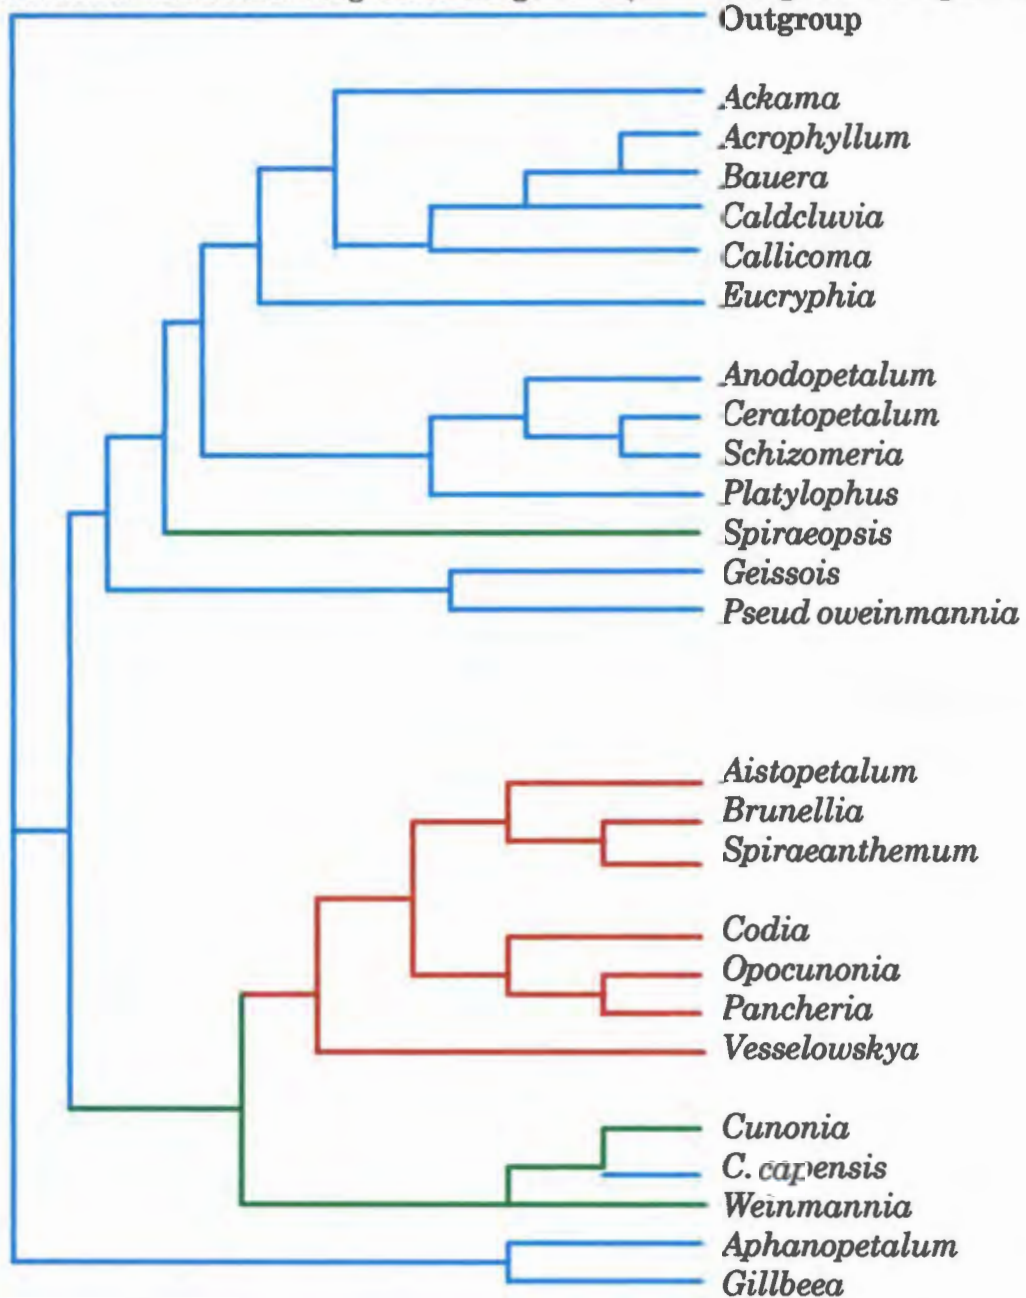 Outgroup
Ackama
Acrophyllum
Bauera
Caldcluvia
Callicoma
Eucryphia
Anodopetalum
Ceratopetalum
Schizomeria
Platylophus
Spiraeopsis
Geissois
Pseud oweinmannia
Aistopetalum
Brunellia
Spiraeanthemum
Codia
Opocunonia
Pancheria
Vesselowskya
Cunonia
C. capensis
Weinmannia
Aphanopetalum
Gillbeea